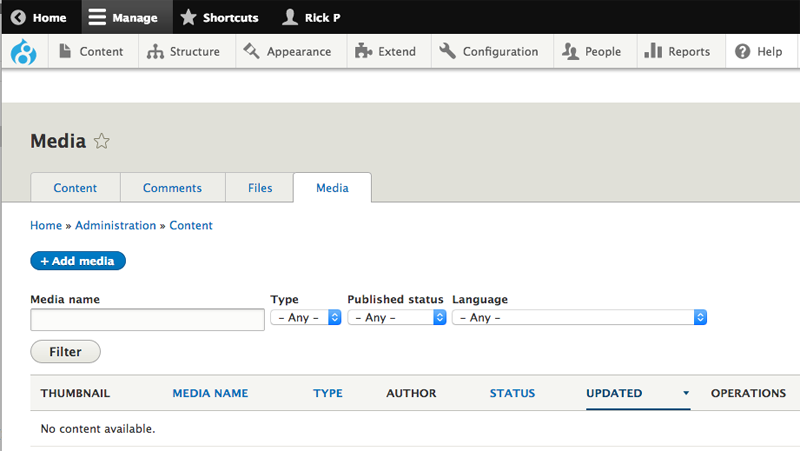 Home Manage Shortcuts Rick P
Content Structure Appearance Extend Configuration People Reports Help
Media
Content Comments Files Media
Home » Administration » Content
+ Add media
Media name Type Published status Language
- Any - - Any - - Any -
Filter
THUMBNAIL MEDIA NAME TYPE AUTHOR STATUS UPDATED OPERATIONS
No content available.